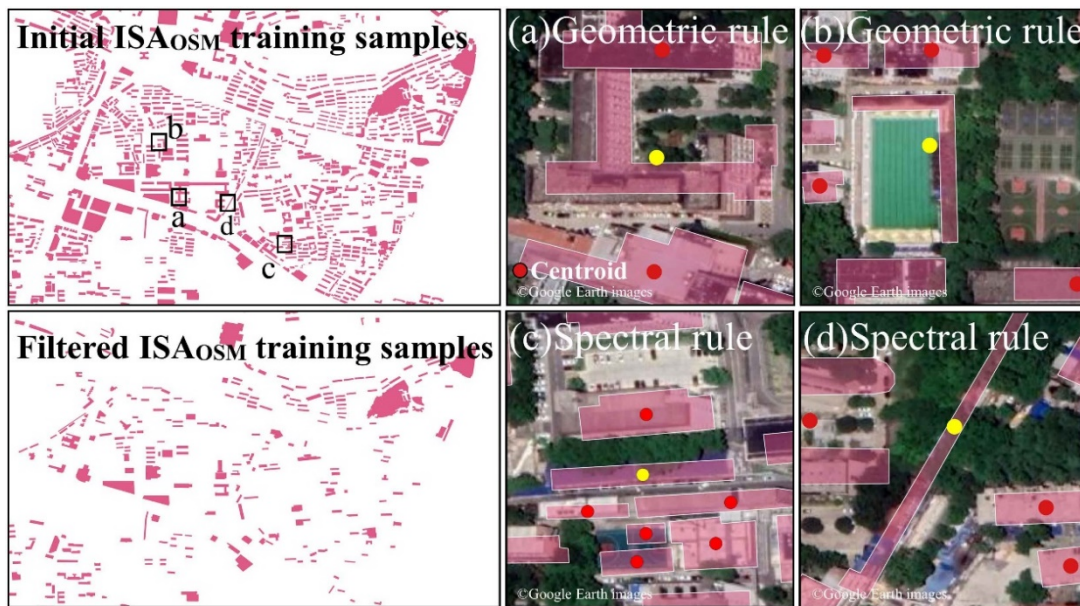 Initial ISAOSM training samples
b
a
d
c
(a)Geometric rule
Centroid
©Google Earth images
(b)Geometric rule
©Google Earth images
Filtered ISAOSM training samples
(c)Spectral rule
©Google Earth images
(d)Spectral rule
©Google Earth images